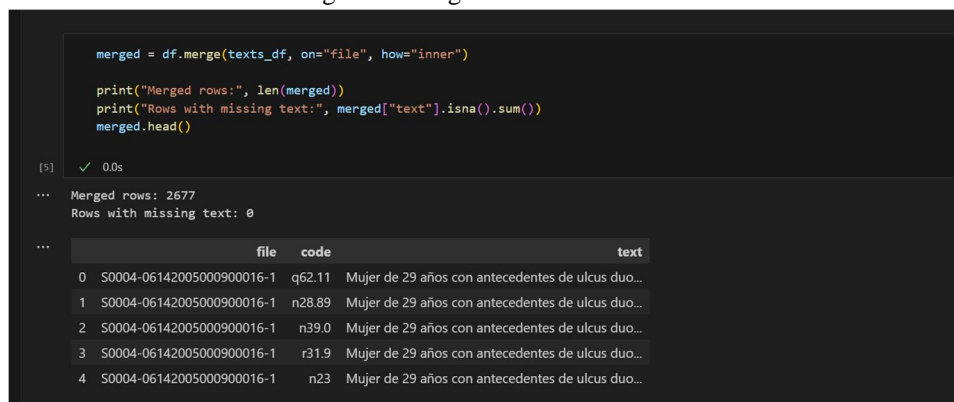 merged = df.merge(texts_df, on="file", how="inner")
print("Merged rows:", len(merged))
print("Rows with missing text:", merged["text"].isna().sum())
merged.head()
[5] ✓ 0.0s
... Merged rows: 2677
Rows with missing text: 0
...
file code text
0 S0004-06142005000900016-1 q62.11 Mujer de 29 años con antecedentes de ulcus duo...
1 S0004-06142005000900016-1 n28.89 Mujer de 29 años con antecedentes de ulcus duo...
2 S0004-06142005000900016-1 n39.0 Mujer de 29 años con antecedentes de ulcus duo...
3 S0004-06142005000900016-1 r31.9 Mujer de 29 años con antecedentes de ulcus duo...
4 S0004-06142005000900016-1 n23 Mujer de 29 años con antecedentes de ulcus duo...